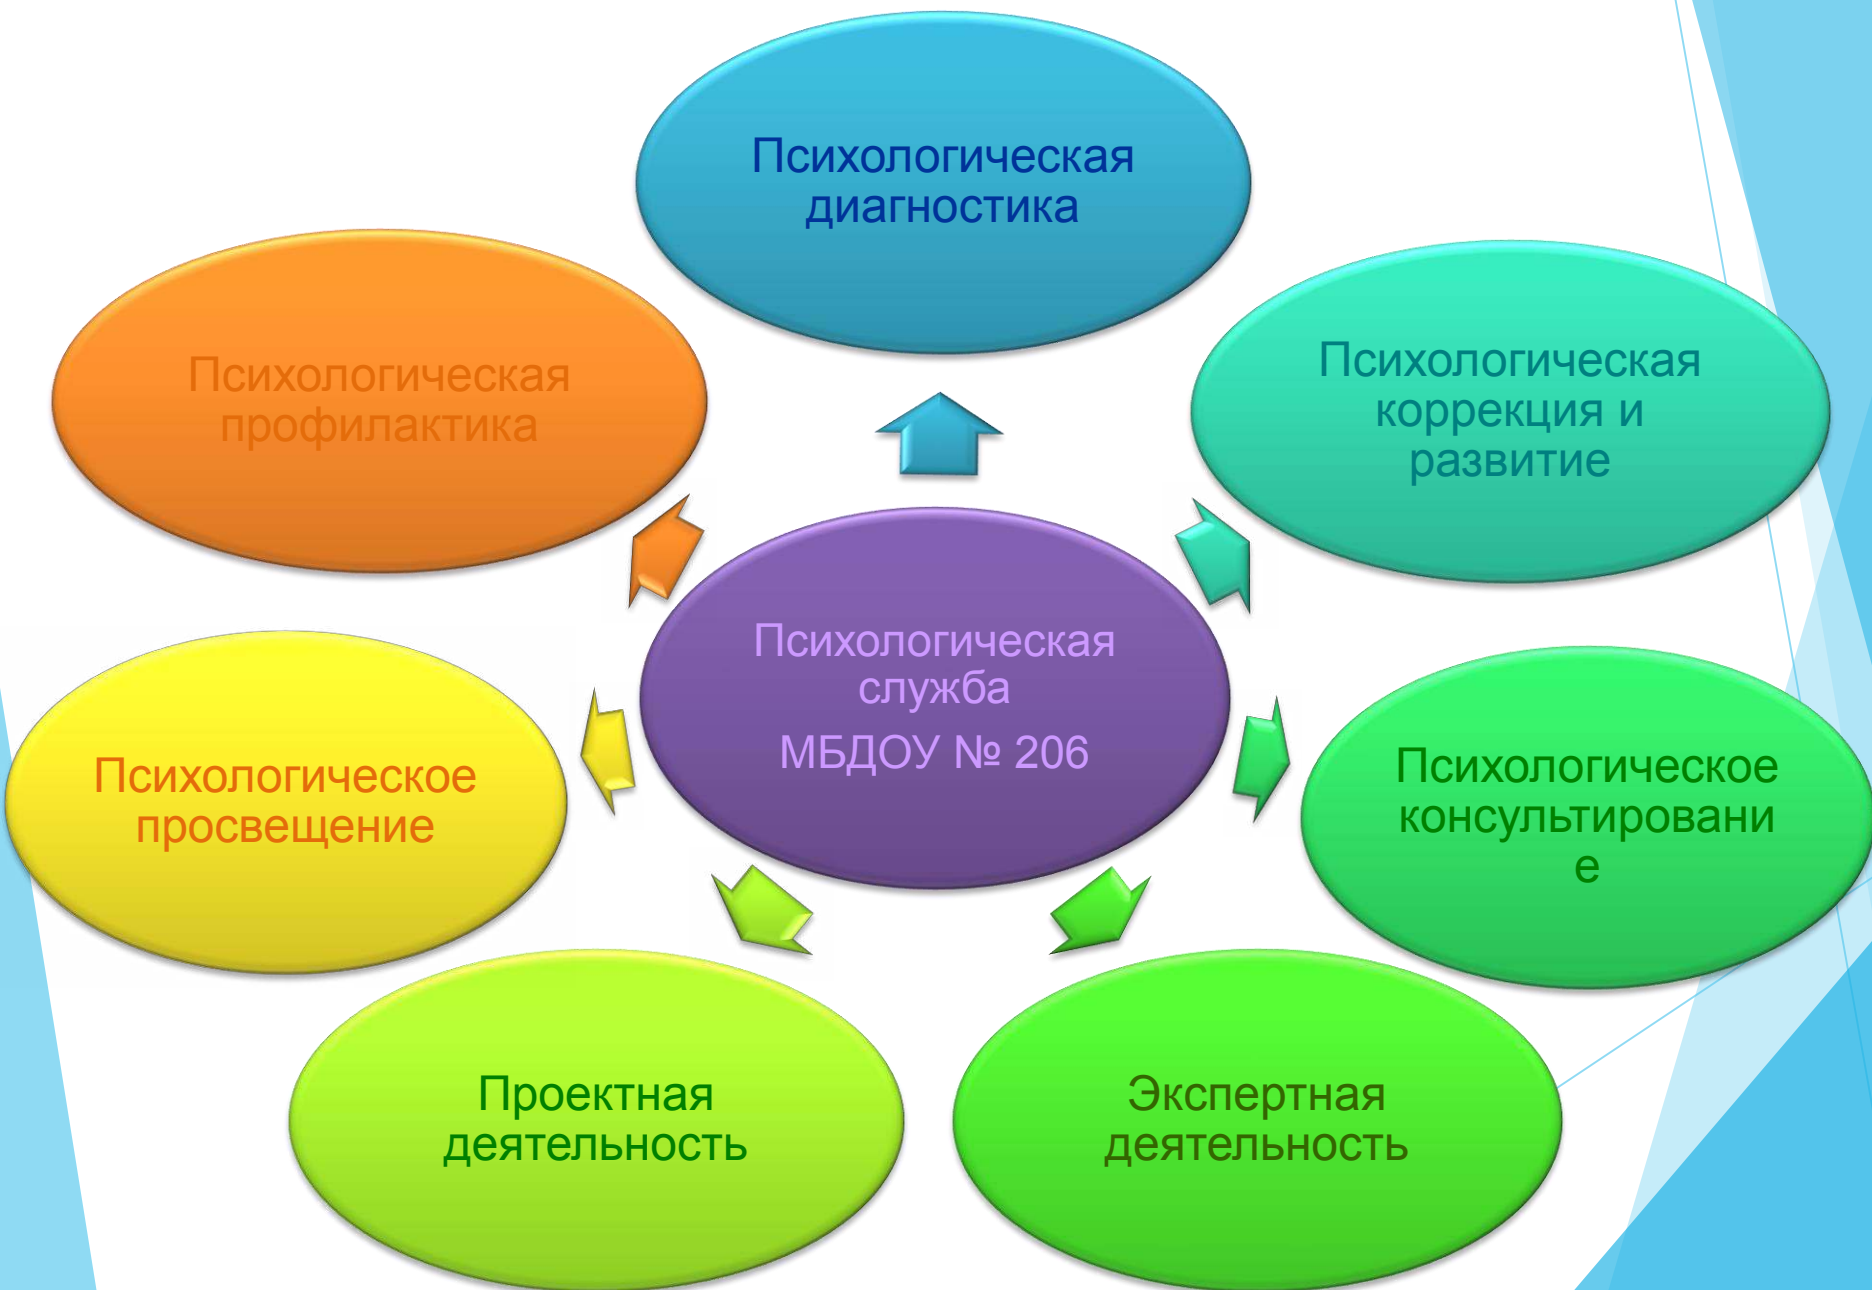 Психологическая
диагностика
Психологическая
профилактика
Психологическая
коррекция и
развитие
Психологическая
служба
МБДОУ № 206
Психологическое
просвещение
Психологическое
консультировани
е
Проектная
деятельность
Экспертная
деятельность